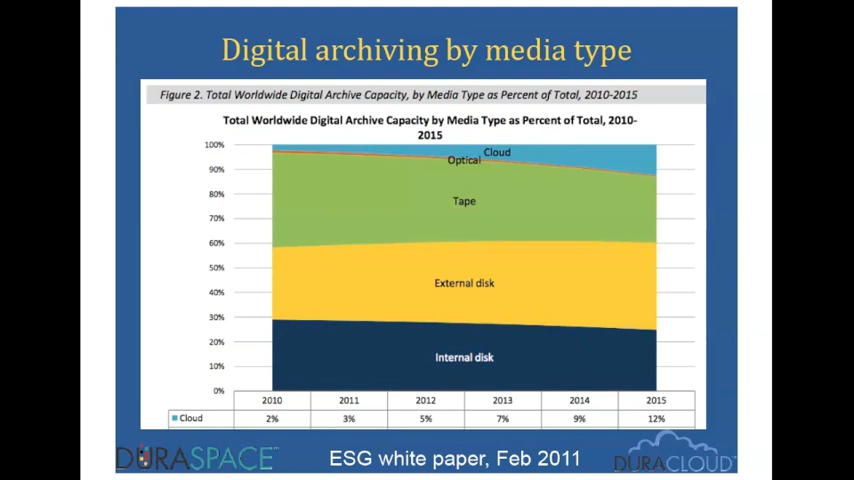 Digital archiving by media type
Figure 2. Total Worldwide Digital Archive Capacity, by Media Type as Percent of Total, 2010-2015
Total Worldwide Digital Archive Capacity by Media Type as Percent of Total, 2010-
2015
100%
90%
80%
70%
60%
50%
40%
30%
20%
10%
0%
Cloud
Optical
Tape
External disk
Internal disk
2010 2011 2012 2013 2014 2015
Cloud 2% 3% 5% 7% 9% 12%
DURASPACE
ESG white paper, Feb 2011
DURACLOUD